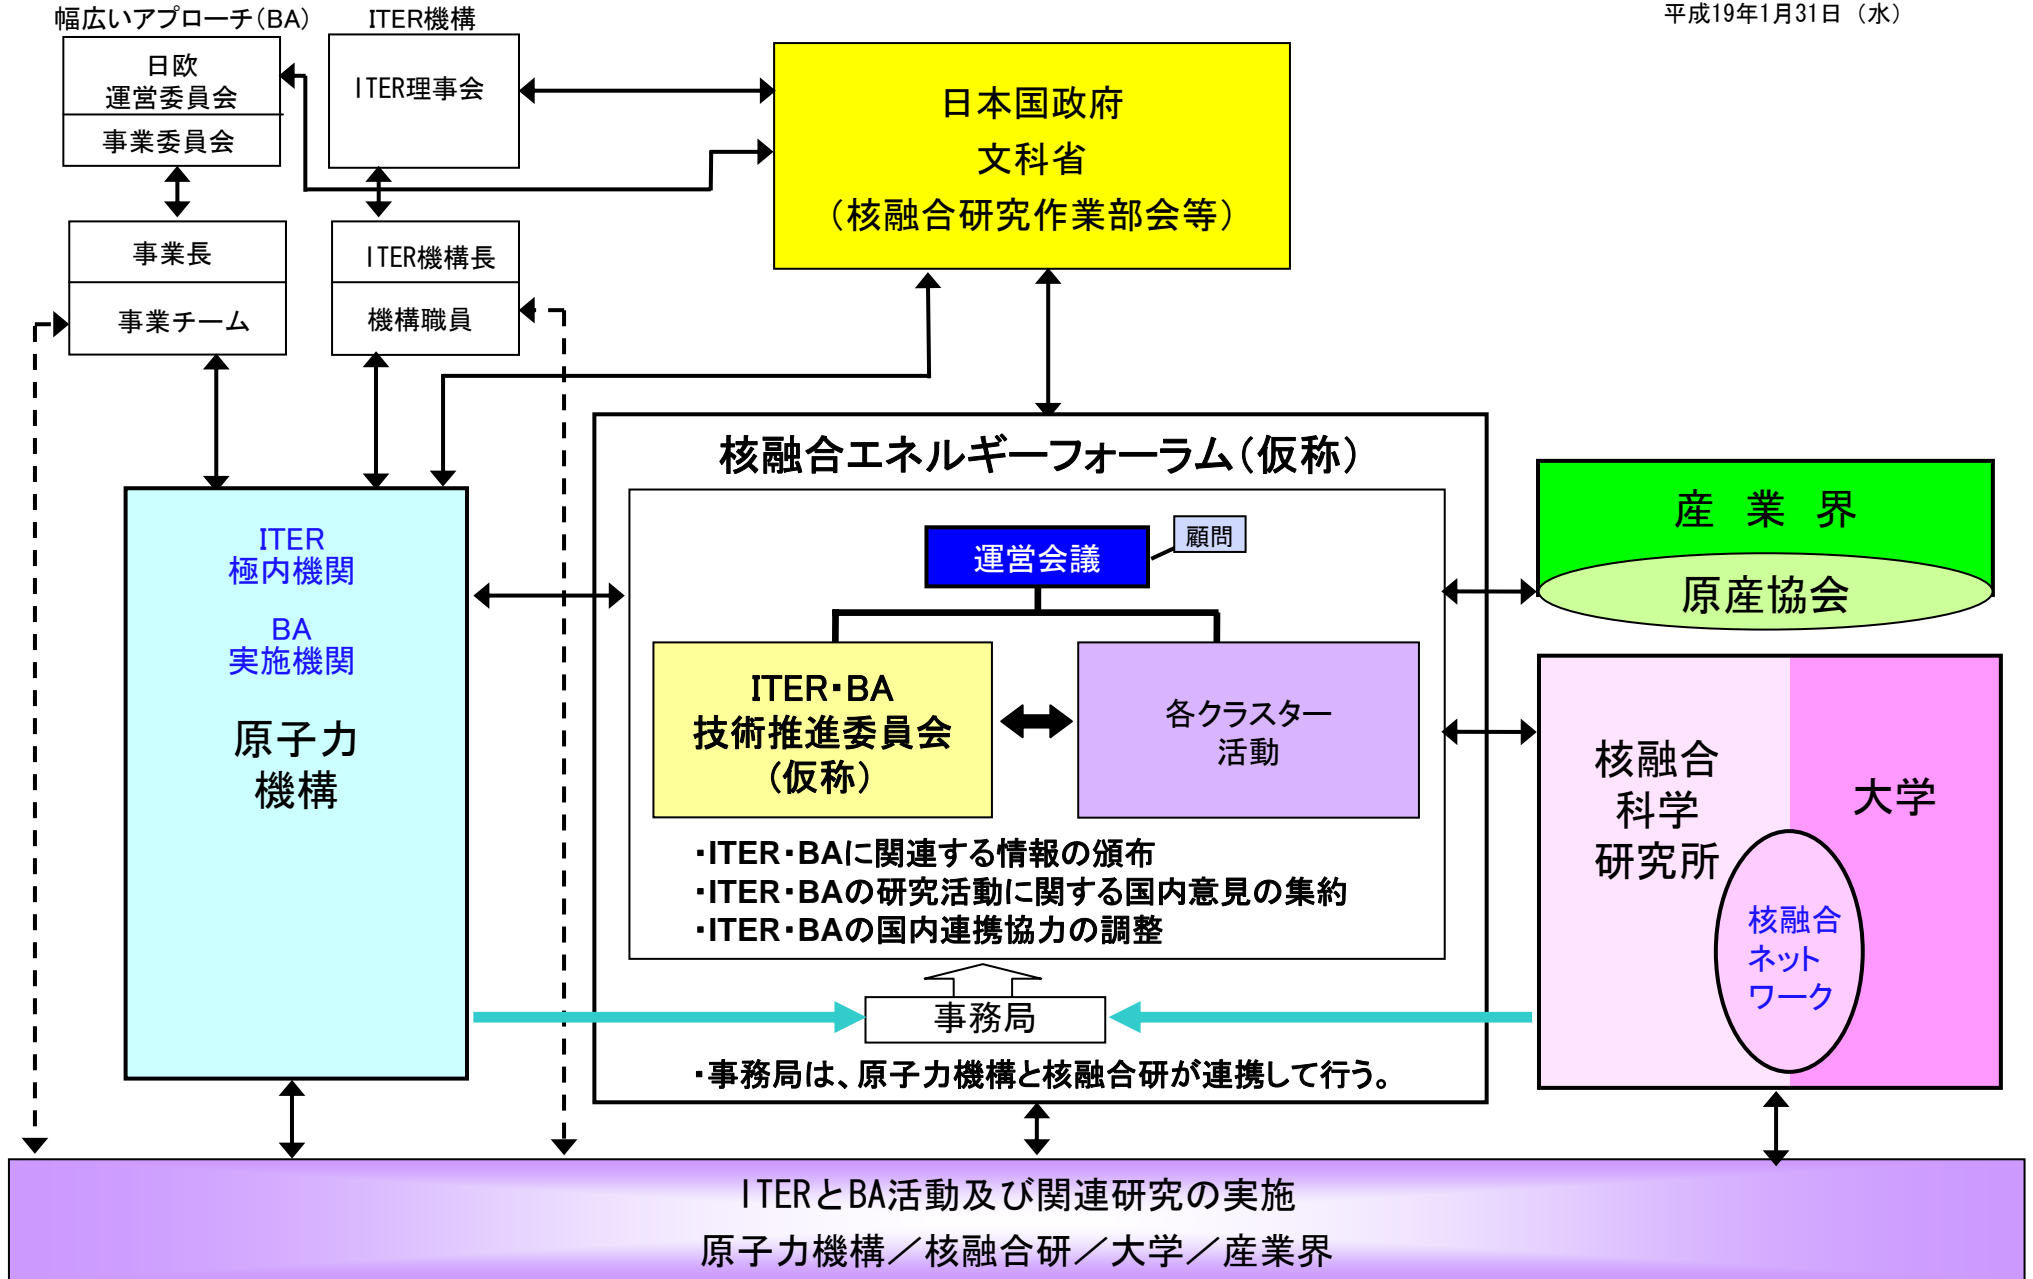 平成19年1月31日（水）
幅広いアプローチ（BA）
ITER機構
日欧
運営委員会
事業委員会
ITER理事会
日本国政府
文科省
（核融合研究作業部会等）
事業長
事業チーム
ITER機構長
機構職員
核融合エネルギーフォーラム（仮称）
運営会議
顧問
ITER・BA
技術推進委員会
（仮称）
各クラスター
活動
・ITER・BAに関連する情報の頒布
・ITER・BAの研究活動に関する国内意見の集約
・ITER・BAの国内連携協力の調整
事務局
・事務局は、原子力機構と核融合研が連携して行う。
ITER
極内機関
BA
実施機関
原子力
機構
産業界
原産協会
核融合
科学
研究所
大学
核融合
ネット
ワーク
ITERとBA活動及び関連研究の実施
原子力機構／核融合研／大学／産業界